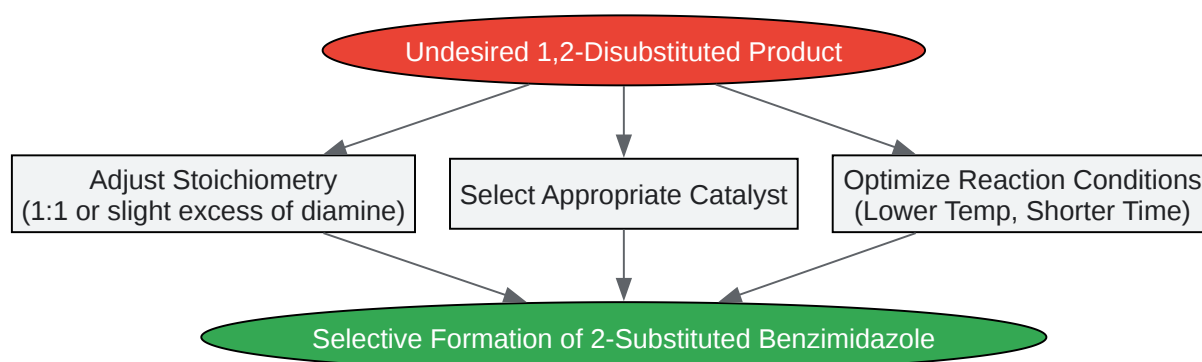 Undesired 1,2-Disubstituted Product
Adjust Stoichiometry
(1:1 or slight excess of diamine)
Select Appropriate Catalyst
Optimize Reaction Conditions
(Lower Temp, Shorter Time)
Selective Formation of 2-Substituted Benzimidazole